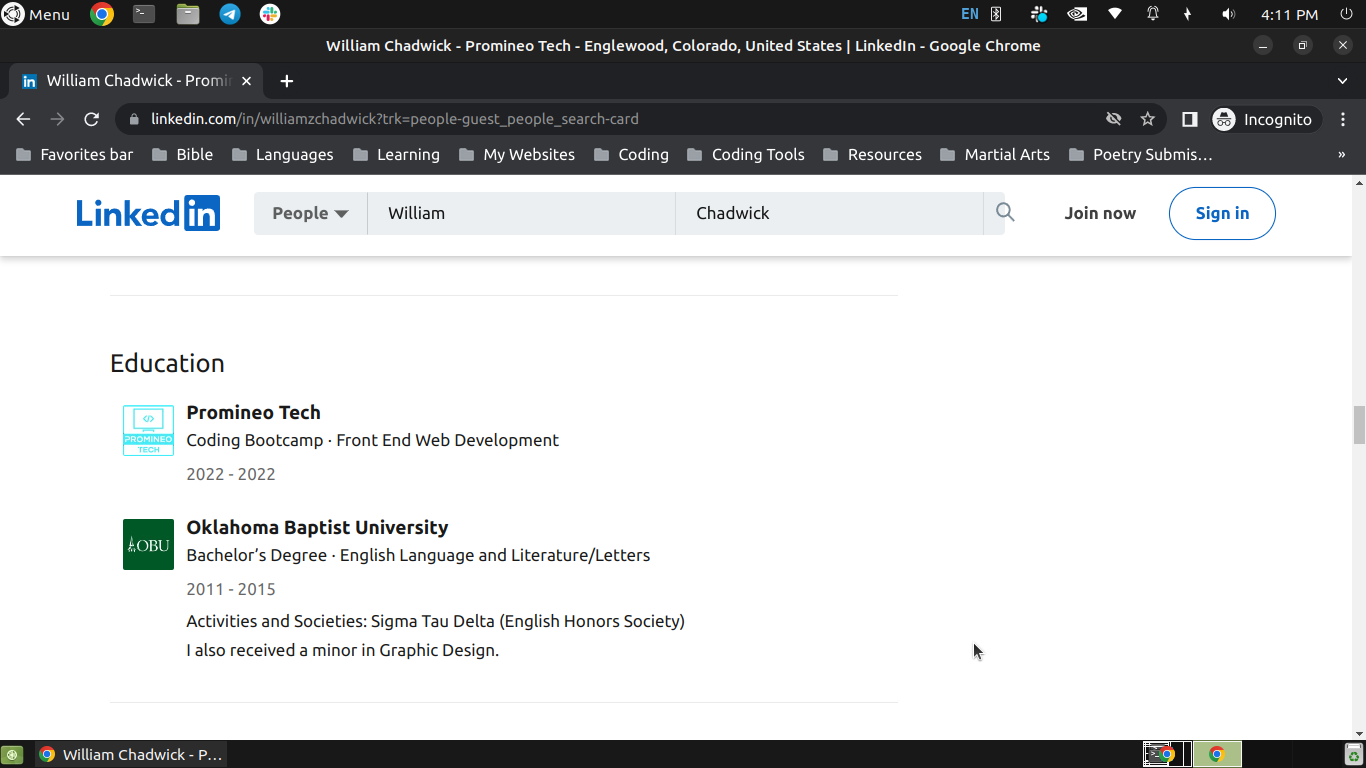 Menu
EN
4:11 PM
William Chadwick - Promineo Tech - Englewood, Colorado, United States | LinkedIn - Google Chrome
in William Chadwick - Promi
linkedin.com/in/williamzchadwick?trk=people-guest_people_search-card
Incognito
Favorites bar Bible Languages Learning My Websites Coding Coding Tools Resources Martial Arts Poetry Submis… »
LinkedIn People William Chadwick Join now Sign in
Education
Promineo Tech
Coding Bootcamp · Front End Web Development
2022 - 2022
PROMINEO
TECH
Oklahoma Baptist University
OBU
Bachelor’s Degree · English Language and Literature/Letters
2011 - 2015
Activities and Societies: Sigma Tau Delta (English Honors Society)
I also received a minor in Graphic Design.
William Chadwick - P…